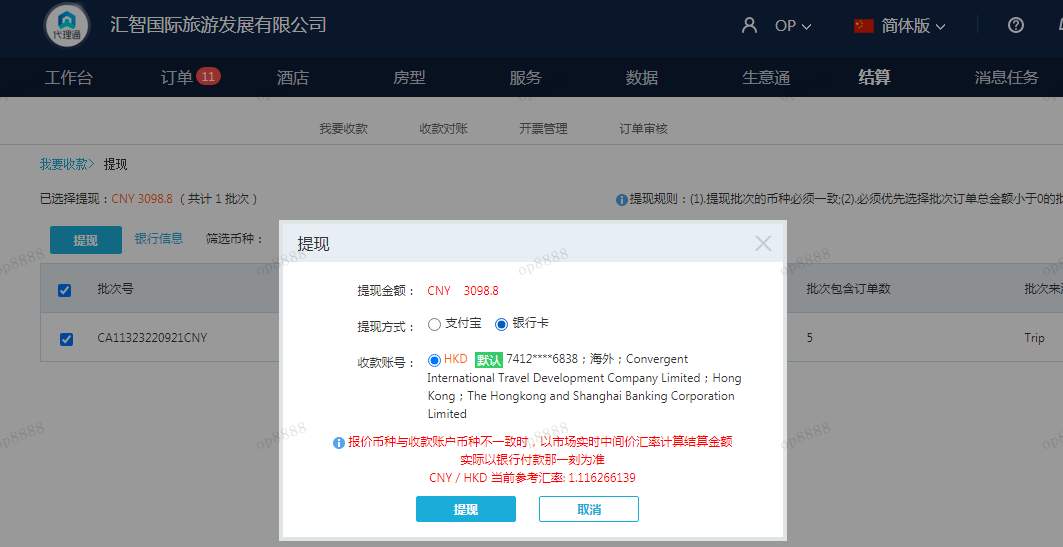 代理通
汇智国际旅游发展有限公司
OP
简体版
工作台
订单 11
酒店
房型
服务
数据
生意通
结算
消息任务
我要收款
收款对账
开票管理
订单审核
我要收款> 提现
已选择提现：CNY 3098.8 （ 共计 1 批次 ）
提现规则：(1).提现批次的币种必须一致;(2).必须优先选择批次订单总金额小于0的批
提现
银行信息
筛选币种：
批次号
批次包含订单数
批次来
CA11323220921CNY
5
Trip
提现
提现金额： CNY 3098.8
提现方式： 支付宝 银行卡
收款账号： HKD 默认 7412****6838；海外；Convergent
International Travel Development Company Limited；Hong
Kong；The Hongkong and Shanghai Banking Corporation
Limited
报价币种与收款账户币种不一致时，以市场实时中间价汇率计算结算金额
实际以银行付款那一刻为准
CNY / HKD 当前参考汇率: 1.116266139
提现
取消
op8888
op8888
op8888
op8888
op8888
op8888